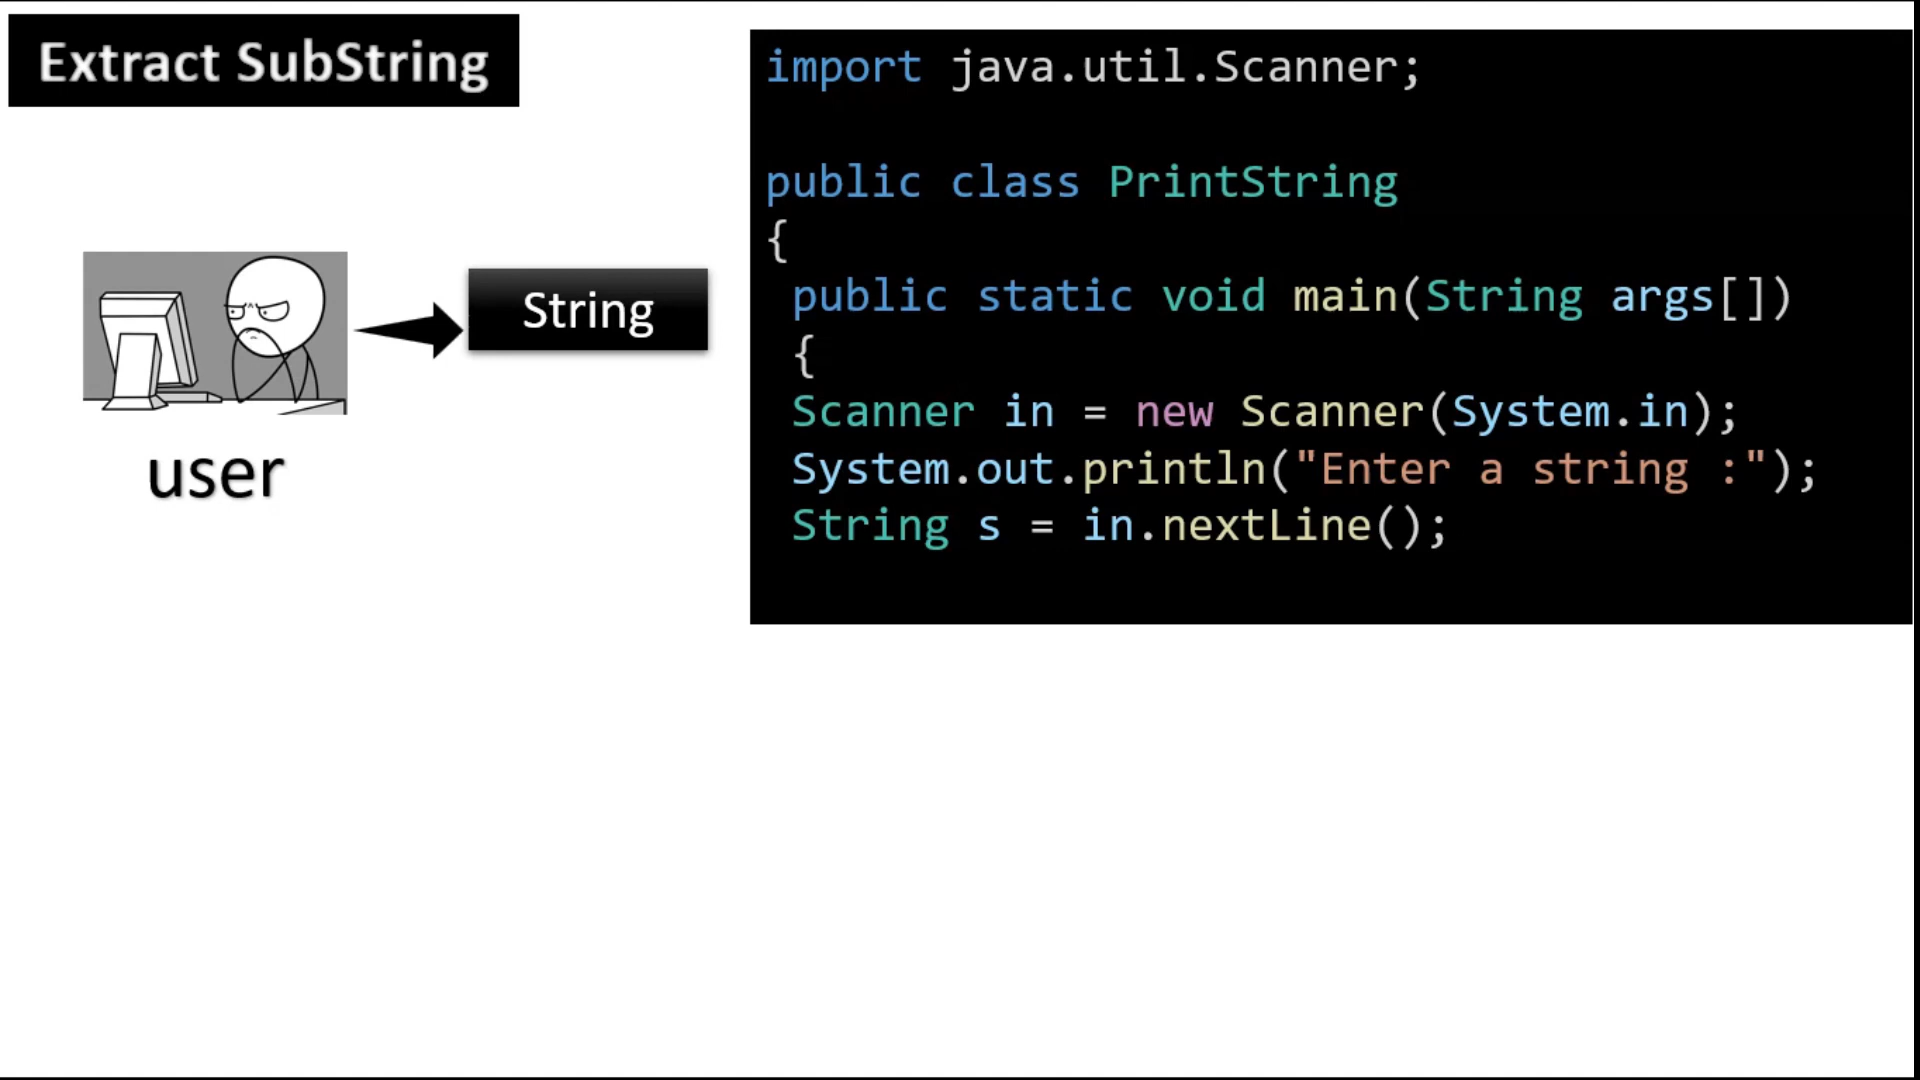 Extract SubString
String
user
import java.util.Scanner;
public class PrintString
{
public static void main(String args[])
{
Scanner in = new Scanner(System.in);
System.out.println("Enter a string :");
String s = in.nextLine();